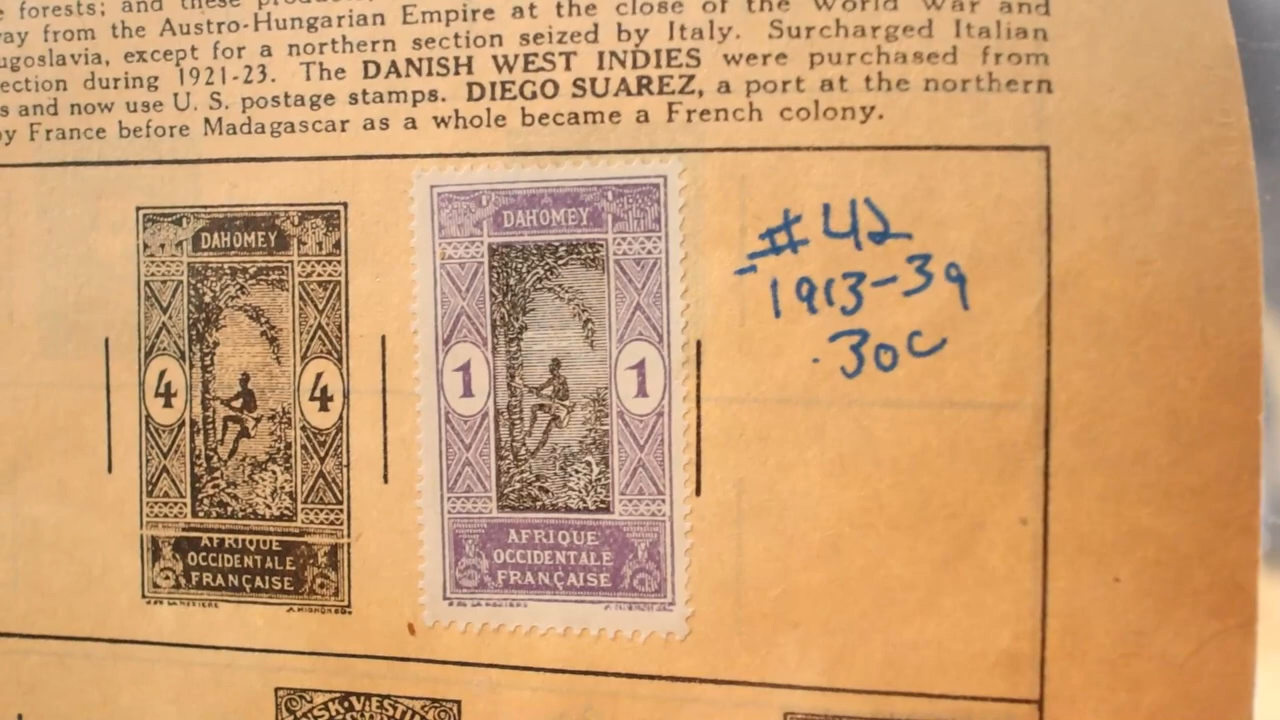 e forests; and these
way from the Austro-Hungarian Empire at the close of the World War and
ugoslavia, except for a northern section seized by Italy. Surcharged Italian
ection during 1921-23. The DANISH WEST INDIES were purchased from
s and now use U. S. postage stamps. DIEGO SUAREZ, a port at the northern
by France before Madagascar as a whole became a French colony.
DAHOMEY
4 4
AFRIQUE
OCCIDENTALE
FRANÇAISE
DAHOMEY
1 1
AFRIQUE
OCCIDENTALE
FRANÇAISE
# 42
1913-39
.30c